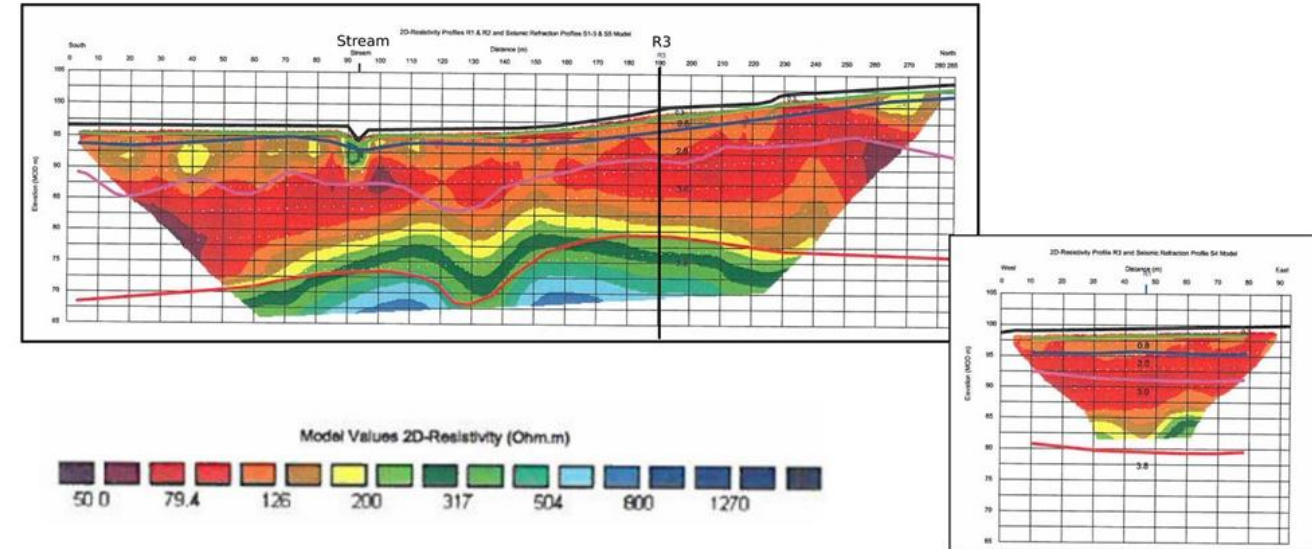 2D-Resistivity Profiles R1 & R2 and Seismic Refraction Profiles S1-3 & S5 Model
Stream
R3
South
Stream
Distance (m)
R3
North
0 10 20 30 40 50 60 70 80 90 100 110 120 130 140 150 160 170 180 190 200 210 220 230 240 250 260 270 280 285
105
100
95
90
85
80
75
70
65
Elevation (MOD m)
2D-Resistivity Profile R3 and Seismic Refraction Profile S4 Model
West
Distance (m)
R1
East
0 10 20 30 40 50 60 70 80 90
105
100
95
90
85
80
75
70
65
Elevation (MOD m)
0.8
2.0
3.0
3.8
Model Values 2D-Resistivity (Ohm.m)
50 0 79.4 126 200 317 504 800 1270